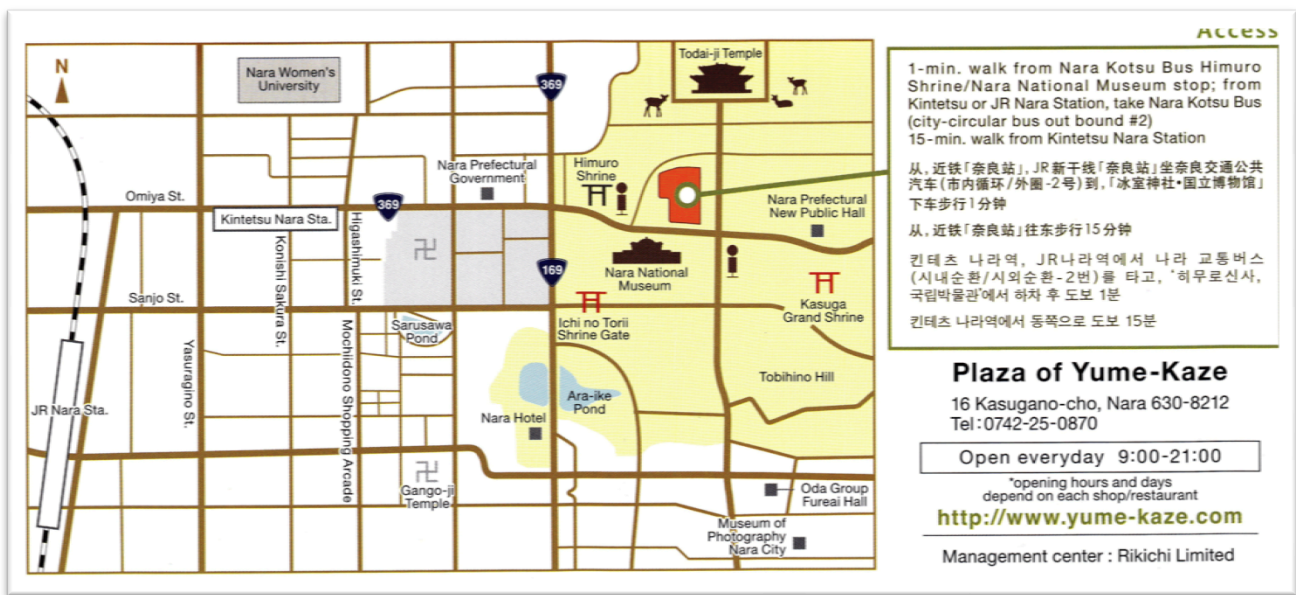 Access
N
Nara Women's
University
369
Todai-ji Temple
Nara Prefectural
Government
Himuro
Shrine
Omiya St.
Kintetsu Nara Sta.
369
Higashimuki St.
卍
Nara Prefectural
New Public Hall
Konishi Sakura St.
169
Nara National
Museum
Sanjo St.
Kasuga
Grand Shrine
Ichi no Torii
Shrine Gate
Sarusawa
Pond
Mochiidono Shopping Arcade
Yasuragino St.
Tobihino Hill
Ara-ike
Pond
JR Nara Sta.
Nara Hotel
卍
Gango-ji
Temple
Oda Group
Fureai Hall
Museum of
Photography
Nara City
1-min. walk from Nara Kotsu Bus Himuro
Shrine/Nara National Museum stop; from
Kintetsu or JR Nara Station, take Nara Kotsu Bus
(city-circular bus out bound #2)
15-min. walk from Kintetsu Nara Station
从，近铁「奈良站」，JR新干线「奈良站」坐奈良交通公共
汽车(市内循环/外圈-2号)到，「冰室神社•国立博物馆」
下车步行1分钟
从，近铁「奈良站」往东步行15分钟
킨테츠 나라역, JR나라역에서 나라 교통버스
(시내순환/시외순환-2번)를 타고, '히무로신사,
국립박물관'에서 하차 후 도보 1분
킨테츠 나라역에서 동쪽으로 도보 15분
Plaza of Yume-Kaze
16 Kasugano-cho, Nara 630-8212
Tel:0742-25-0870
Open everyday 9:00-21:00
*opening hours and days
depend on each shop/restaurant
http://www.yume-kaze.com
Management center : Rikichi Limited